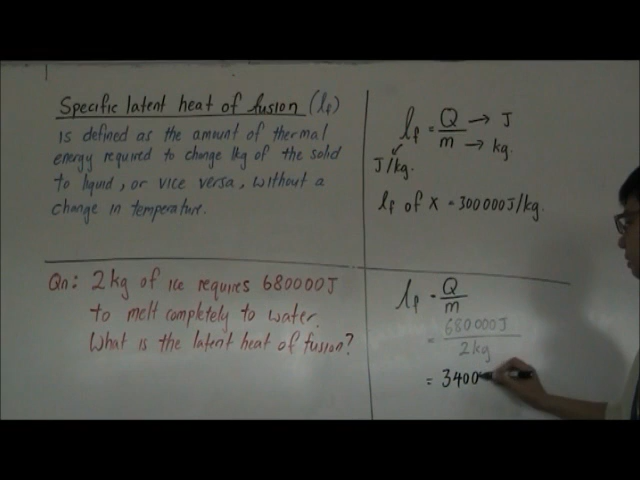 Specific latent heat of fusion (lf)
is defined as the amount of thermal
energy required to change 1kg of the solid
to liquid, or vice versa, without a
change in temperature.
lf = Q/m → J
→ kg.
J/kg.
lf of X = 300000J/kg.
Qn: 2kg of ice requires 680000J
to melt completely to water.
What is the latent heat of fusion?
lf = Q/m
= 680000J
2kg
= 3400